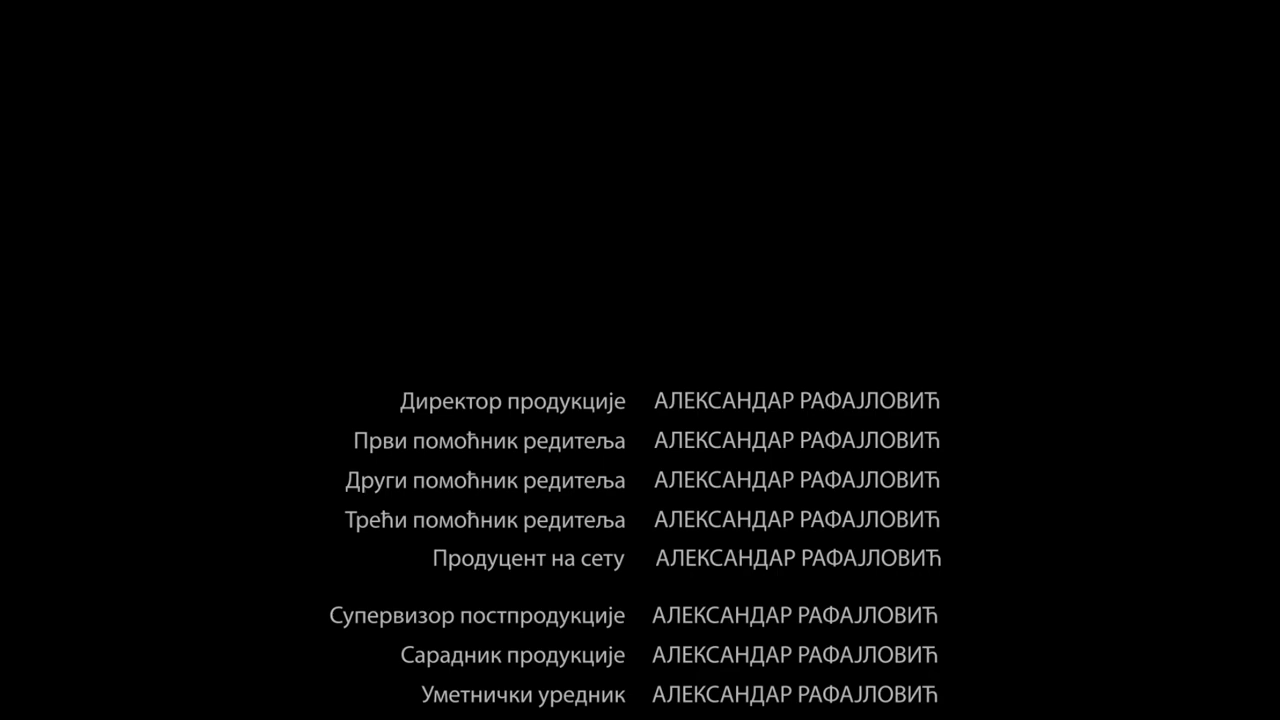 Директор продукције АЛЕКСАНДАР РАФАЈЛОВИЋ
Први помоћник редитеља АЛЕКСАНДАР РАФАЈЛОВИЋ
Други помоћник редитеља АЛЕКСАНДАР РАФАЈЛОВИЋ
Трећи помоћник редитеља АЛЕКСАНДАР РАФАЈЛОВИЋ
Продуцент на сету АЛЕКСАНДАР РАФАЈЛОВИЋ
Супервизор постпродукције АЛЕКСАНДАР РАФАЈЛОВИЋ
Сарадник продукције АЛЕКСАНДАР РАФАЈЛОВИЋ
Уметнички уредник АЛЕКСАНДАР РАФАЈЛОВИЋ